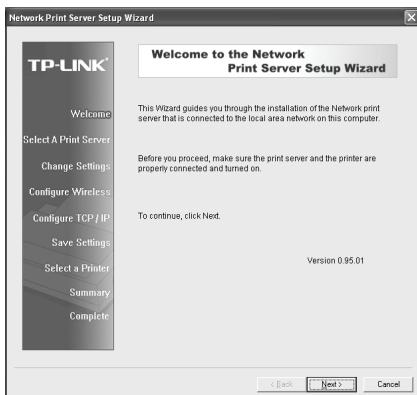 Network Print Server Setup Wizard
TP-LINK
Welcome
Select A Print Server
Change Settings
Configure Wireless
Configure TCP / IP
Save Settings
Select a Printer
Summary
Complete
Welcome to the Network
Print Server Setup Wizard
This Wizard guides you through the installation of the Network print
server that is connected to the local area network on this computer.
Before you proceed, make sure the print server and the printer are
properly connected and turned on.
To continue, click Next.
Version 0.95.01
< Back
Next >
Cancel